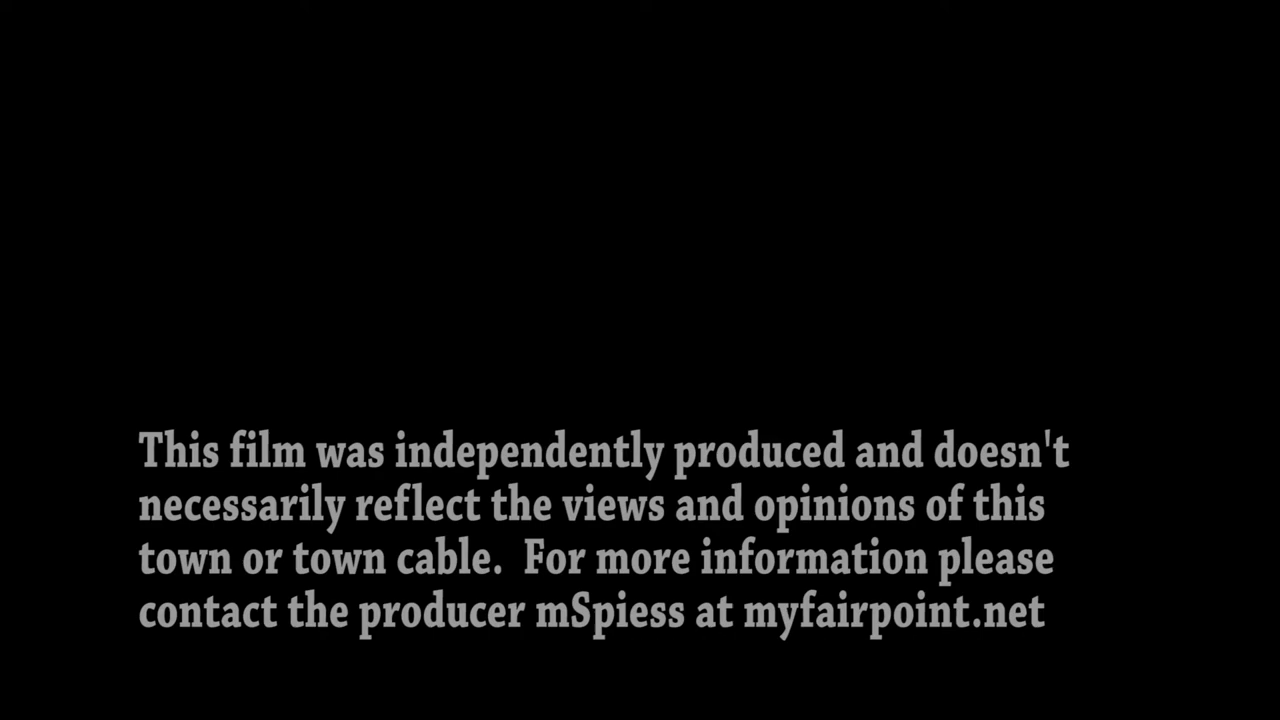 This film was independently produced and doesn't
necessarily reflect the views and opinions of this
town or town cable.  For more information please
contact the producer mSpiess at myfairpoint.net